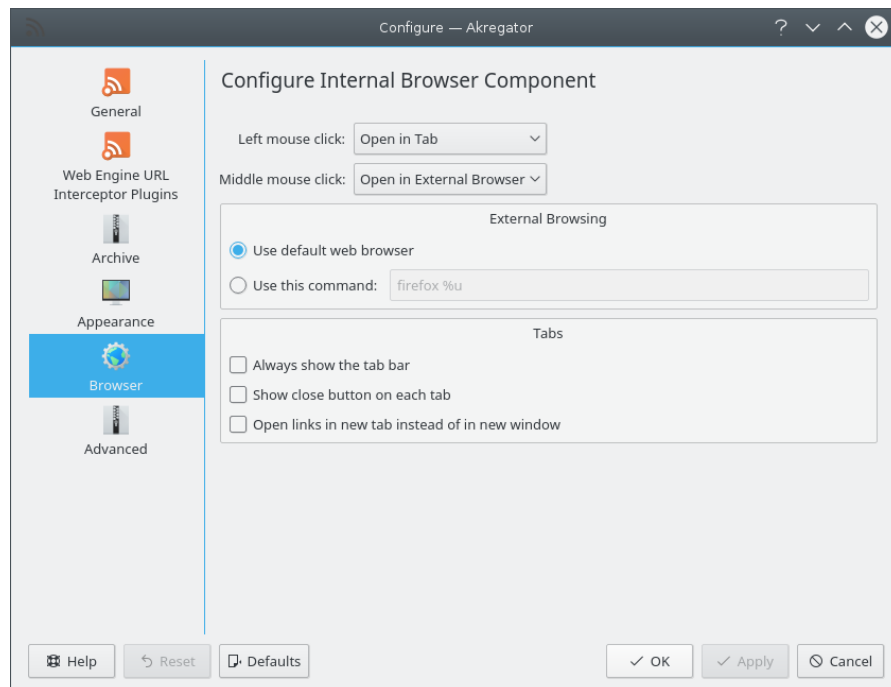 Configure — Akregator
General
Web Engine URL
Interceptor Plugins
Archive
Appearance
Browser
Advanced
Configure Internal Browser Component
Left mouse click: Open in Tab
Middle mouse click: Open in External Browser
External Browsing
Use default web browser
Use this command: firefox %u
Tabs
Always show the tab bar
Show close button on each tab
Open links in new tab instead of in new window
Help Reset Defaults OK Apply Cancel